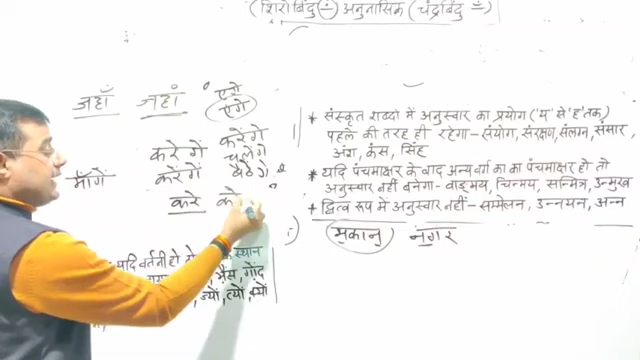 (शिरोबिंदु) अनुनासिक (चंद्रबिंदु ँ)
जहाँ जहां एगे
एंगे
करे गें करेंगे
चलेंगे
माँगें करेंगें बैठेंगे
करे के
* संस्कृत शब्दों में अनुस्वार का प्रयोग ('य' से 'ह' तक)
पहले की तरह ही रहेगा - संयोग, संरक्षण, संलग्न, संसार,
अंश, कंस, सिंह
* यदि पंचमाक्षर के बाद अन्य वर्ग का का पंचमाक्षर हो तो
अनुस्वार नहीं बनेगा - वाङ्मय, चिन्मय, सन्मित्र, उन्मुख
* द्वित्व रूप में अनुस्वार नहीं - सम्मेलन, उन्नयन, अन्न
मकानु नगर
यदि वर्तनी हो तो स्थान
भैंस, गोंद
ज्यों, त्यों, क्यों